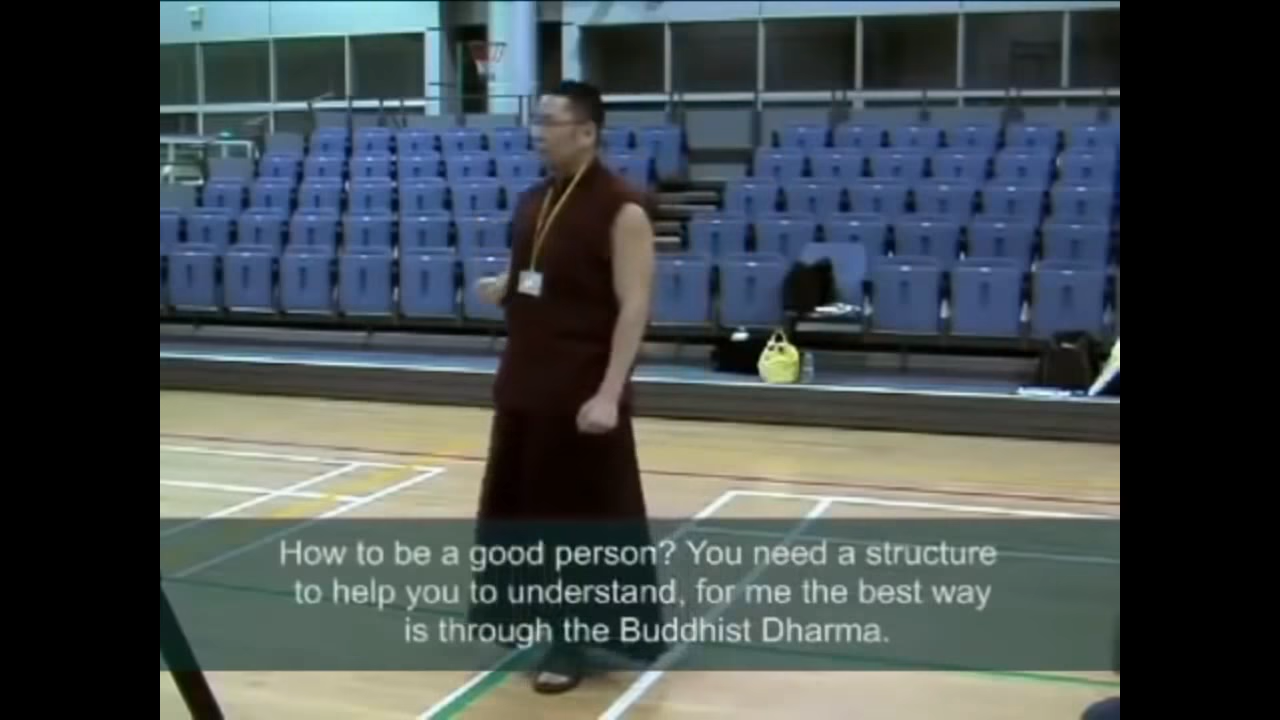 How to be a good person? You need a structure
to help you to understand, for me the best way
is through the Buddhist Dharma.